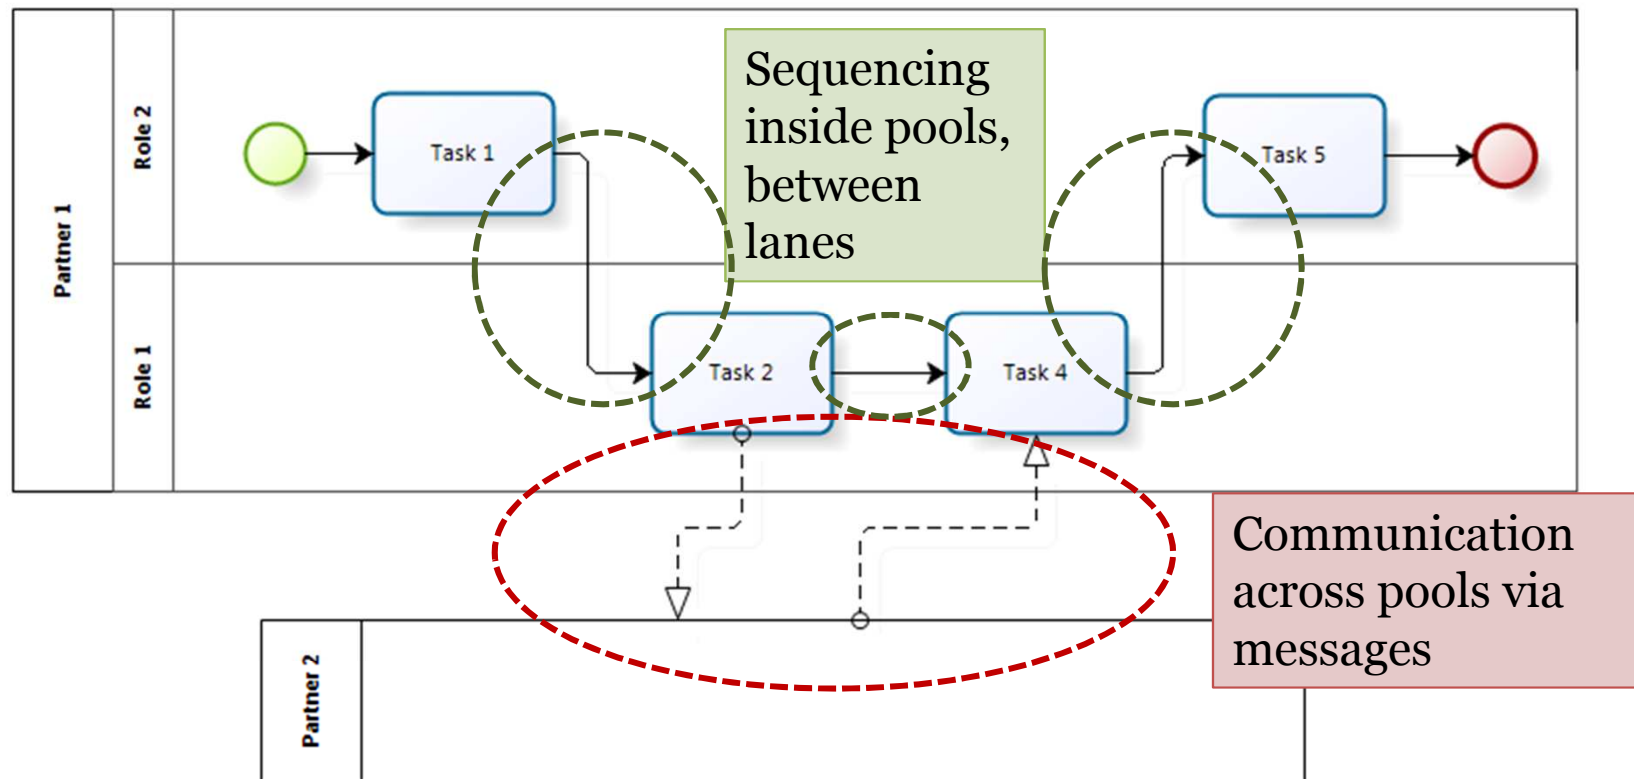 Partner 1
Role 2
Task 1
Sequencing
inside pools,
between
lanes
Task 5
Role 1
Task 2
Task 4
Communication
across pools via
messages
Partner 2